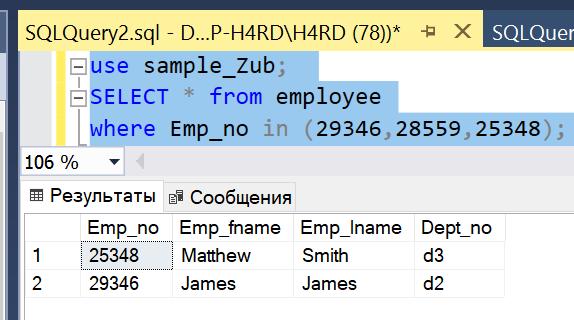 SQLQuery2.sql - D...P-H4RD\H4RD (78))* SQLQuer
use sample_Zub;
SELECT * from employee
where Emp_no in (29346,28559,25348);
106 %
Результаты Сообщения
Emp_no Emp_fname Emp_lname Dept_no
1 25348 Matthew Smith d3
2 29346 James James d2